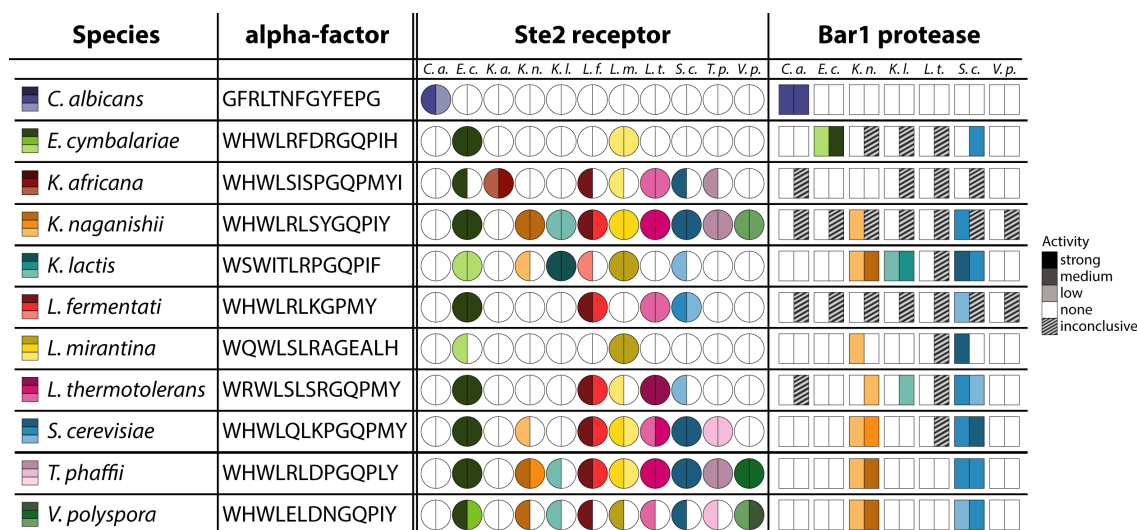 Species alpha-factor Ste2 receptor Bar1 protease
C. a. E. c. K. a. K. n. K. l. L. f. L. m. L. t. S. c. T. p. V. p. C. a. E. c. K. n. K. l. L. t. S. c. V. p.
C. albicans GFRLTNFGYFEPG
E. cymbalariae WHWLRFDRGQPIH
K. africana WHWLSISPGQPMYI
K. naganishii WHWLRLSYGQPIY
K. lactis WSWITLRPGQPIF
L. fermentati WHWLRLKGPMY
L. mirantina WQWLSLRAGEALH
L. thermotolerans WRWLSLSRGQPMY
S. cerevisiae WHWLQLKPGQPMY
T. phaffii WHWLRLDPGQPLY
V. polyspora WHWLELDNGQPIY
Activity
strong
medium
low
none
inconclusive